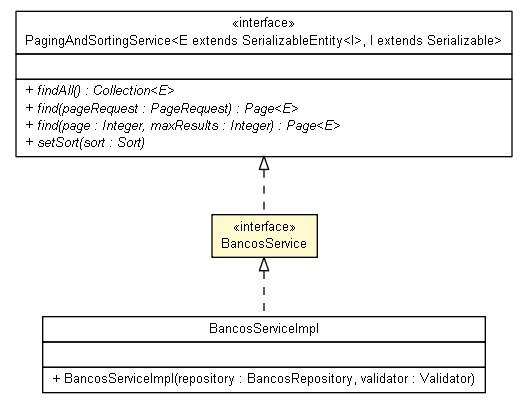 «interface»
PagingAndSortingService<E extends SerializableEntity<I>, I extends Serializable>
+ findAll() : Collection<E>
+ find(pageRequest : PageRequest) : Page<E>
+ find(page : Integer, maxResults : Integer) : Page<E>
+ setSort(sort : Sort)
«interface»
BancosService
BancosServiceImpl
+ BancosServiceImpl(repository : BancosRepository, validator : Validator)